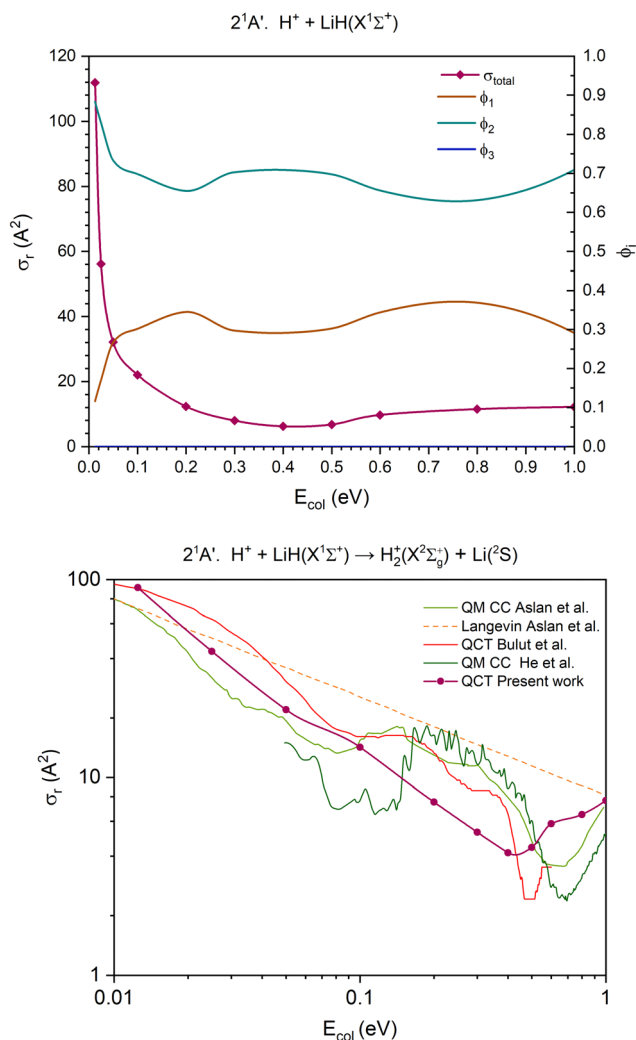 2¹A'. H⁺ + LiH(X¹Σ⁺)
120
100
80
60
40
20
0
σᵣ (A²)
1.0
0.9
0.8
0.7
0.6
0.5
0.4
0.3
0.2
0.1
0.0
ϕᵢ
σ_total
ϕ₁
ϕ₂
ϕ₃
0.0 0.1 0.2 0.3 0.4 0.5 0.6 0.7 0.8 0.9 1.0
E_col (eV)
2¹A'. H⁺ + LiH(X¹Σ⁺) → H₂⁺(X²Σg⁺) + Li(²S)
100
10
1
σᵣ (A²)
QM CC Aslan et al.
Langevin Aslan et al.
QCT Bulut et al.
QM CC He et al.
QCT Present work
0.01 0.1 1
E_col (eV)